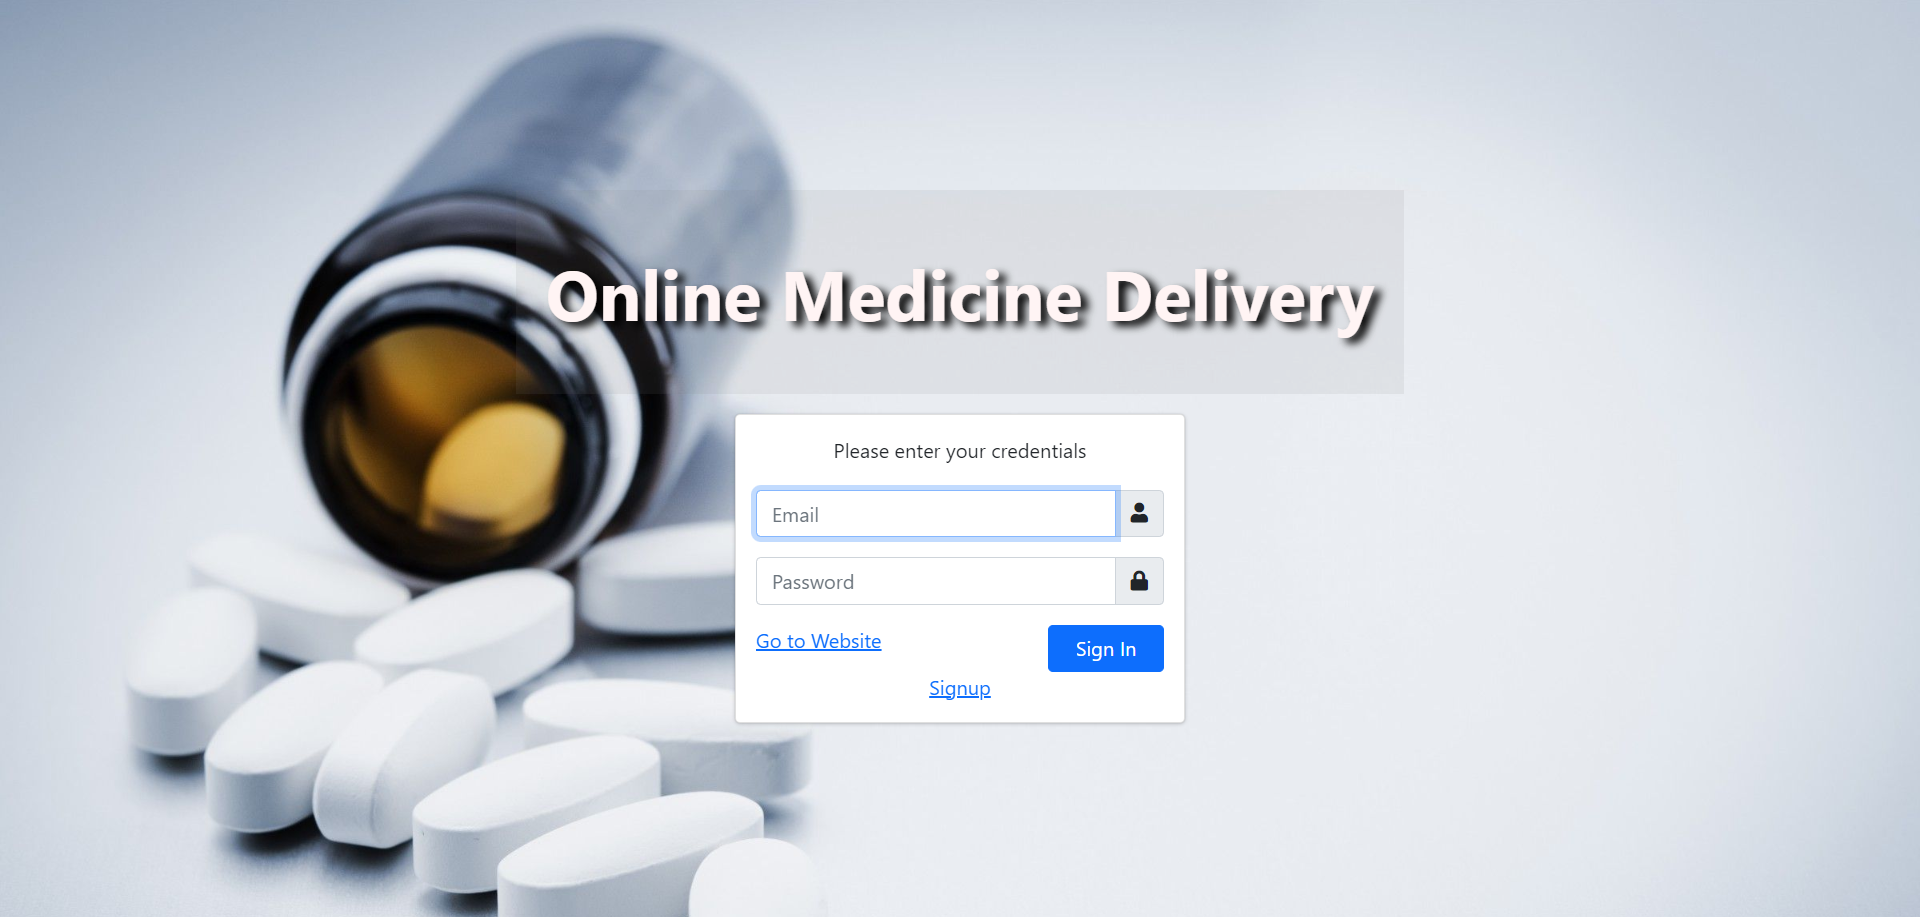 Online Medicine Delivery
Please enter your credentials
Email
Password
Go to Website
Sign In
Signup